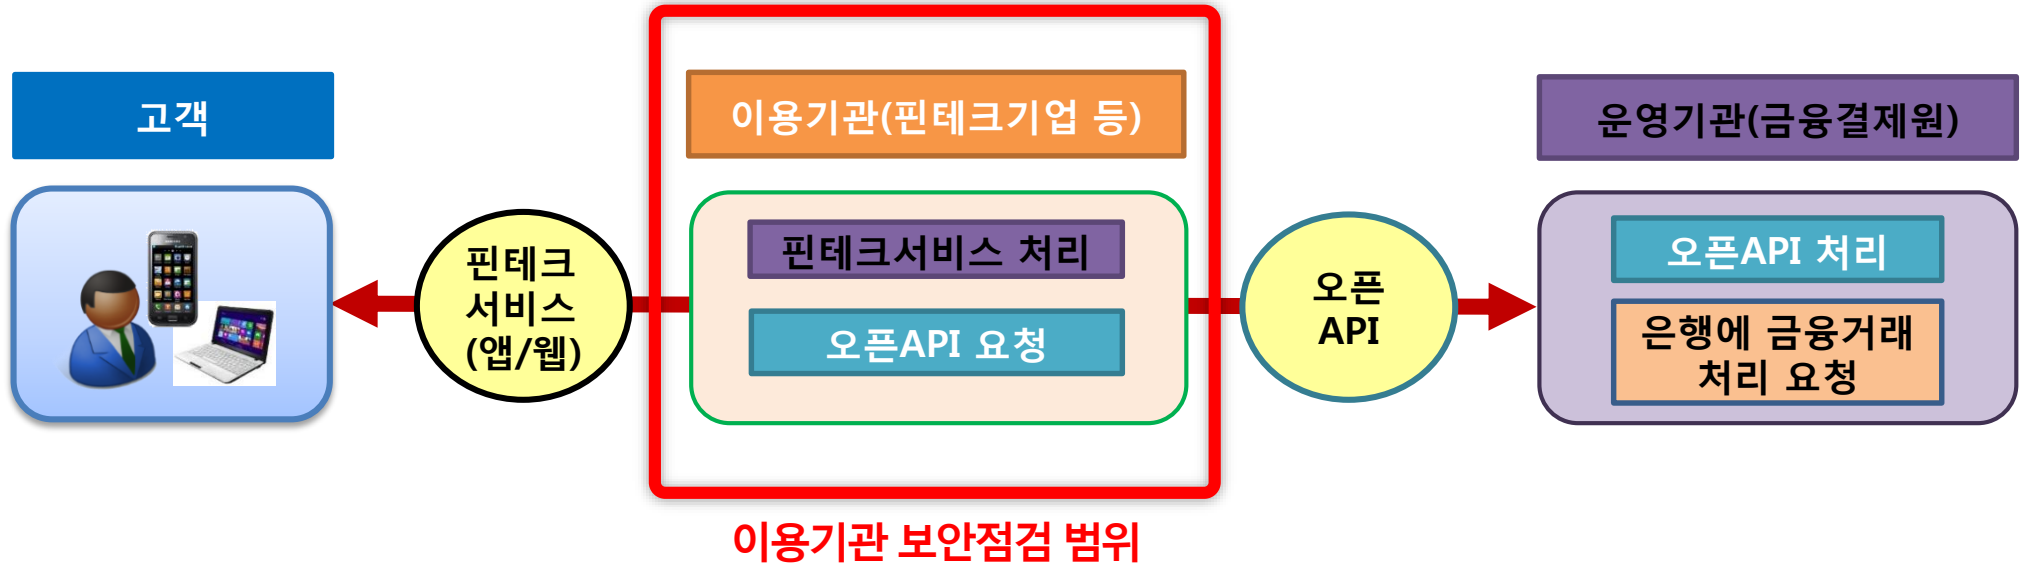 고객
이용기관(핀테크기업 등)
운영기관(금융결제원)
핀테크
서비스
(앱/웹)
핀테크서비스 처리
오픈API 요청
오픈
API
오픈API 처리
은행에 금융거래
처리 요청
이용기관 보안점검 범위